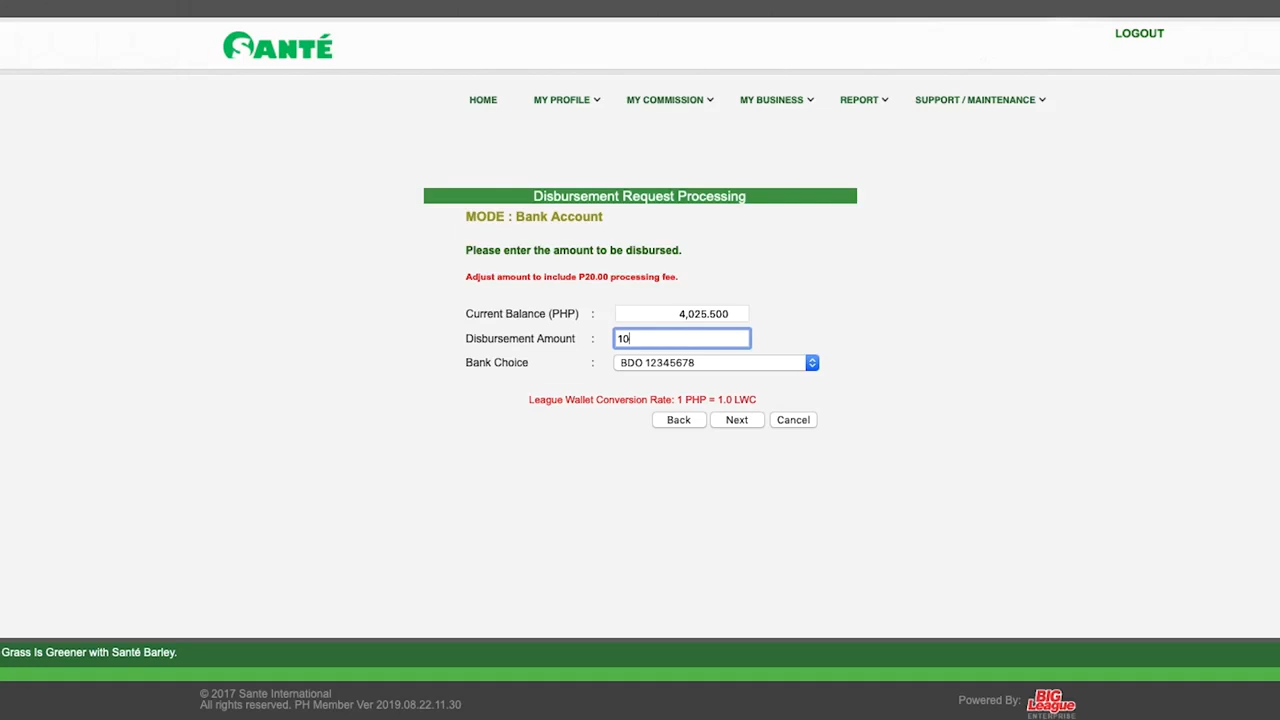 SANTÉ
LOGOUT
HOME MY PROFILE MY COMMISSION MY BUSINESS REPORT SUPPORT / MAINTENANCE
Disbursement Request Processing
MODE : Bank Account
Please enter the amount to be disbursed.
Adjust amount to include P20.00 processing fee.
Current Balance (PHP) : 4,025.500
Disbursement Amount : 10
Bank Choice : BDO 12345678
League Wallet Conversion Rate: 1 PHP = 1.0 LWC
Back Next Cancel
Grass Is Greener with Santé Barley.
© 2017 Sante International
All rights reserved. PH Member Ver 2019.08.22.11.30
Powered By:
BIG
League
ENTERPRISE